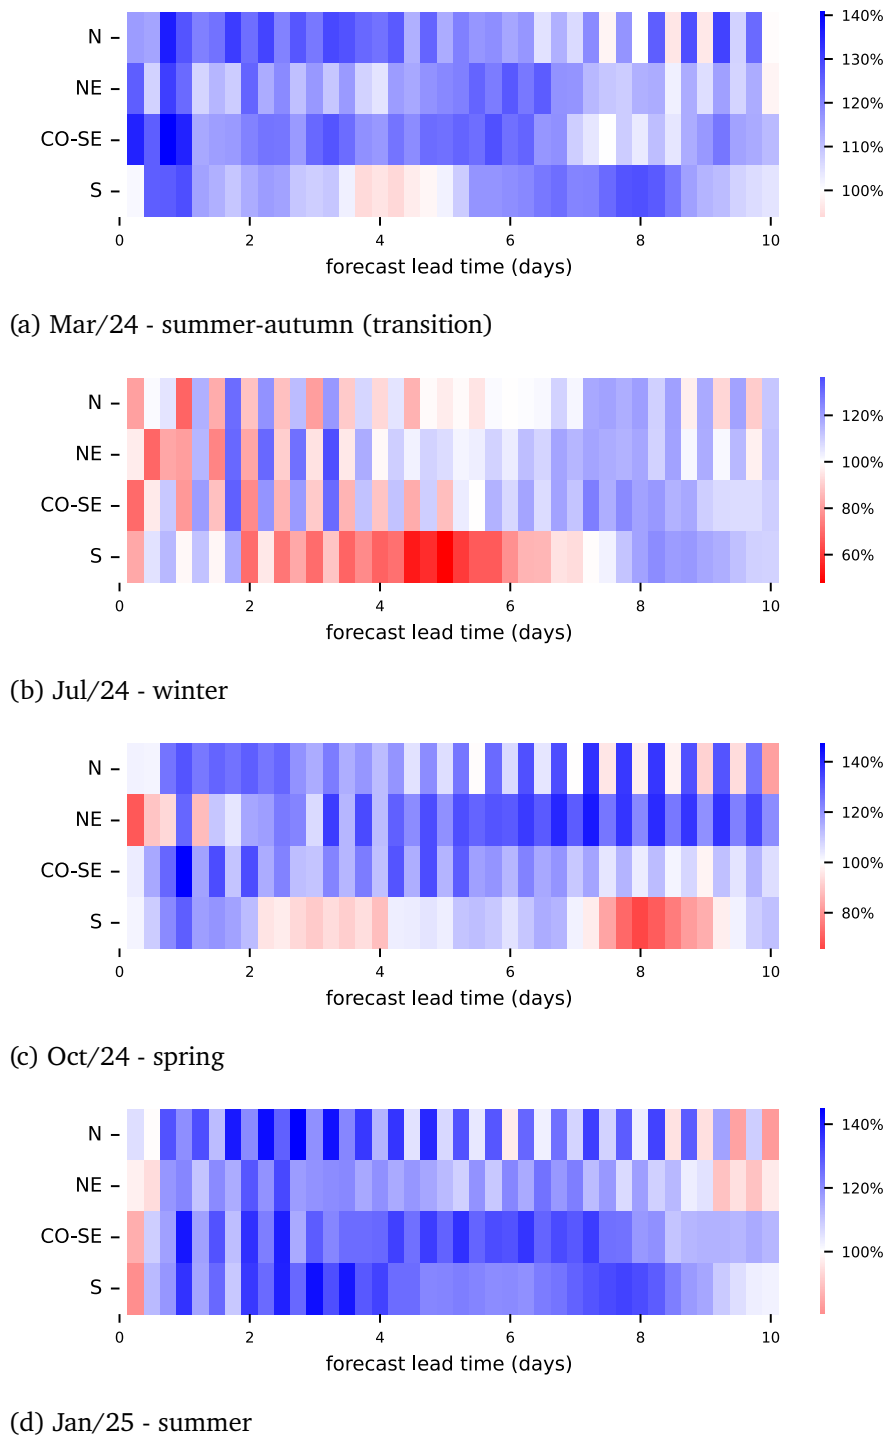 N
NE
CO-SE
S
0 2 4 6 8 10
forecast lead time (days)
140%
130%
120%
110%
100%
(a) Mar/24 - summer-autumn (transition)
N
NE
CO-SE
S
0 2 4 6 8 10
forecast lead time (days)
120%
100%
80%
60%
(b) Jul/24 - winter
N
NE
CO-SE
S
0 2 4 6 8 10
forecast lead time (days)
140%
120%
100%
80%
(c) Oct/24 - spring
N
NE
CO-SE
S
0 2 4 6 8 10
forecast lead time (days)
140%
120%
100%
(d) Jan/25 - summer